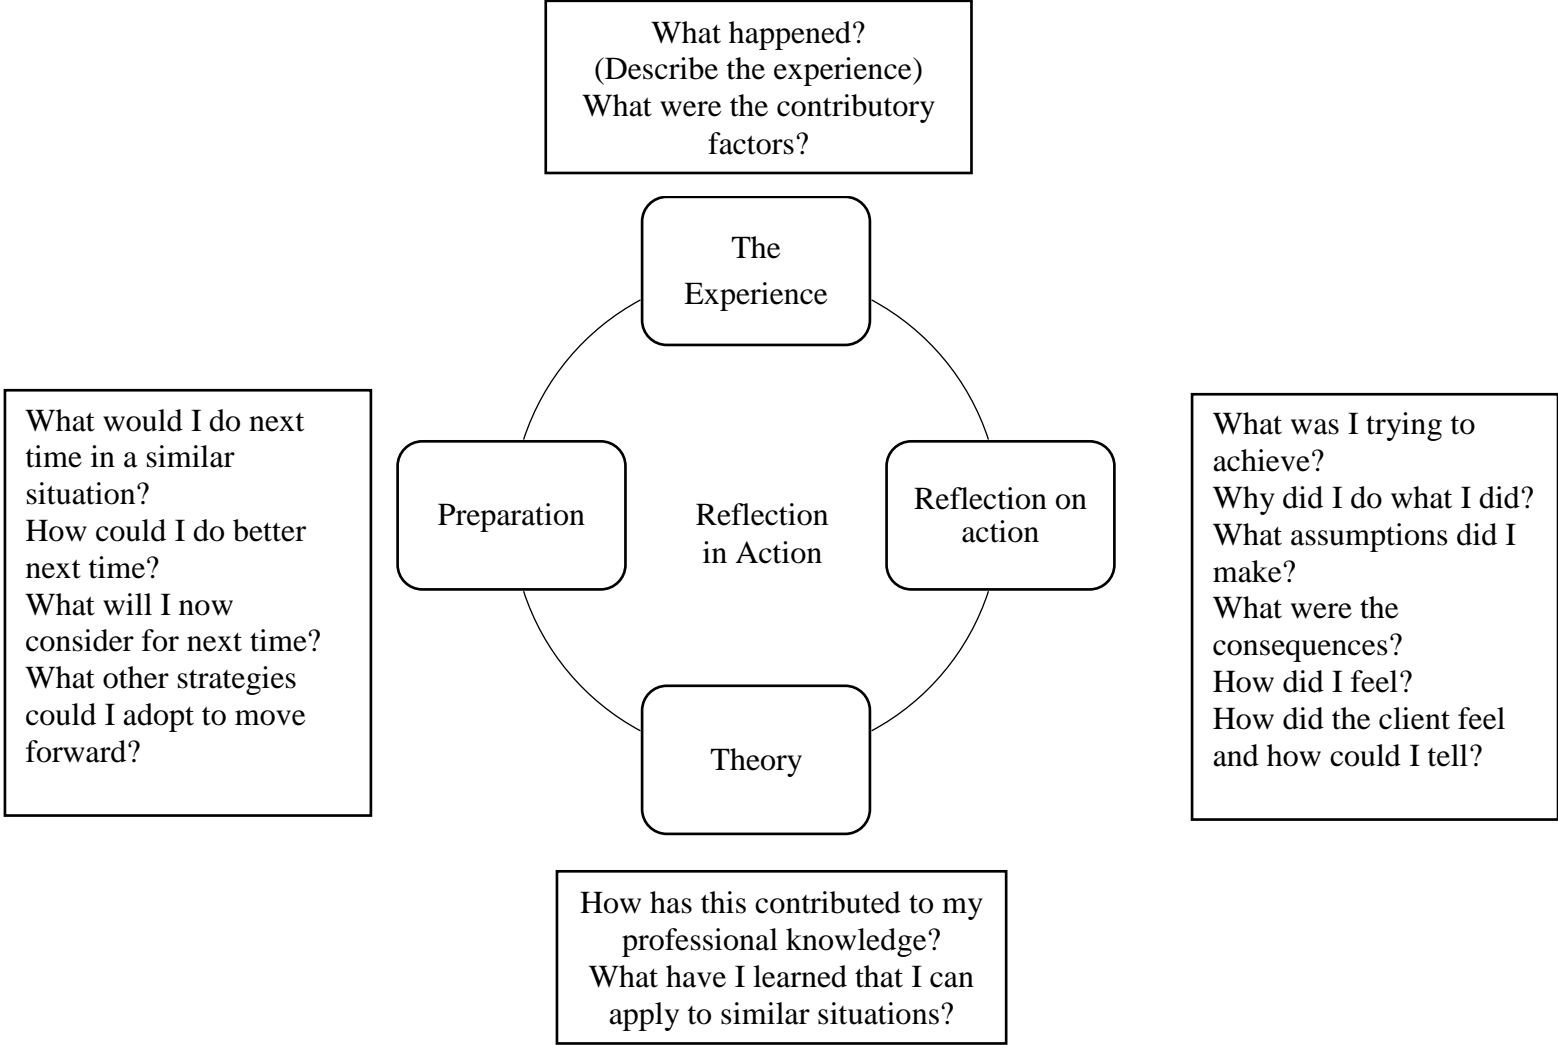 What happened?
(Describe the experience)
What were the contributory
factors?
The
Experience
What would I do next
time in a similar
situation?
How could I do better
next time?
What will I now
consider for next time?
What other strategies
could I adopt to move
forward?
Preparation
Reflection
in Action
Reflection on
action
What was I trying to
achieve?
Why did I do what I did?
What assumptions did I
make?
What were the
consequences?
How did I feel?
How did the client feel
and how could I tell?
Theory
How has this contributed to my
professional knowledge?
What have I learned that I can
apply to similar situations?